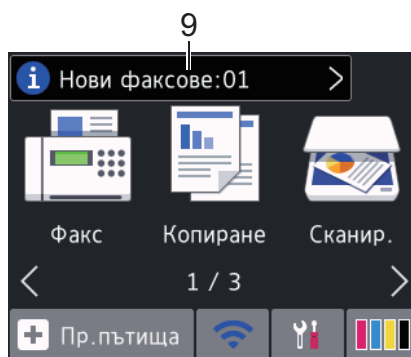 9
Нови факсове:01
Факс Копиране Сканир.
1 / 3
Пр.пътища